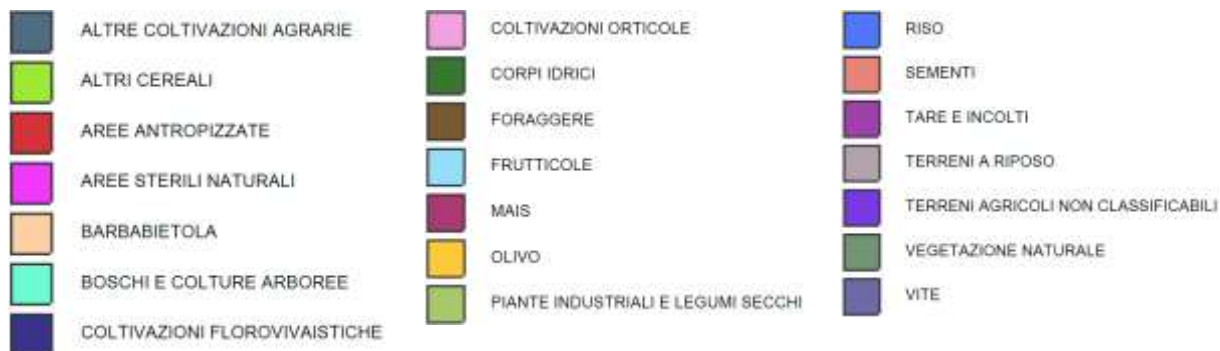 ALTRE COLTIVAZIONI AGRARIE
ALTRI CEREALI
AREE ANTROPIZZATE
AREE STERILI NATURALI
BARBABIETOLA
BOSCHI E COLTURE ARBOREE
COLTIVAZIONI FLOROVIVAISTICHE
COLTIVAZIONI ORTICOLE
CORPI IDRICI
FORAGGERE
FRUTTICOLE
MAIS
OLIVO
PIANTE INDUSTRIALI E LEGUMI SECCHI
RISO
SEMENTI
TARE E INCOLTI
TERRENI A RIPOSO
TERRENI AGRICOLI NON CLASSIFICABILI
VEGETAZIONE NATURALE
VITE